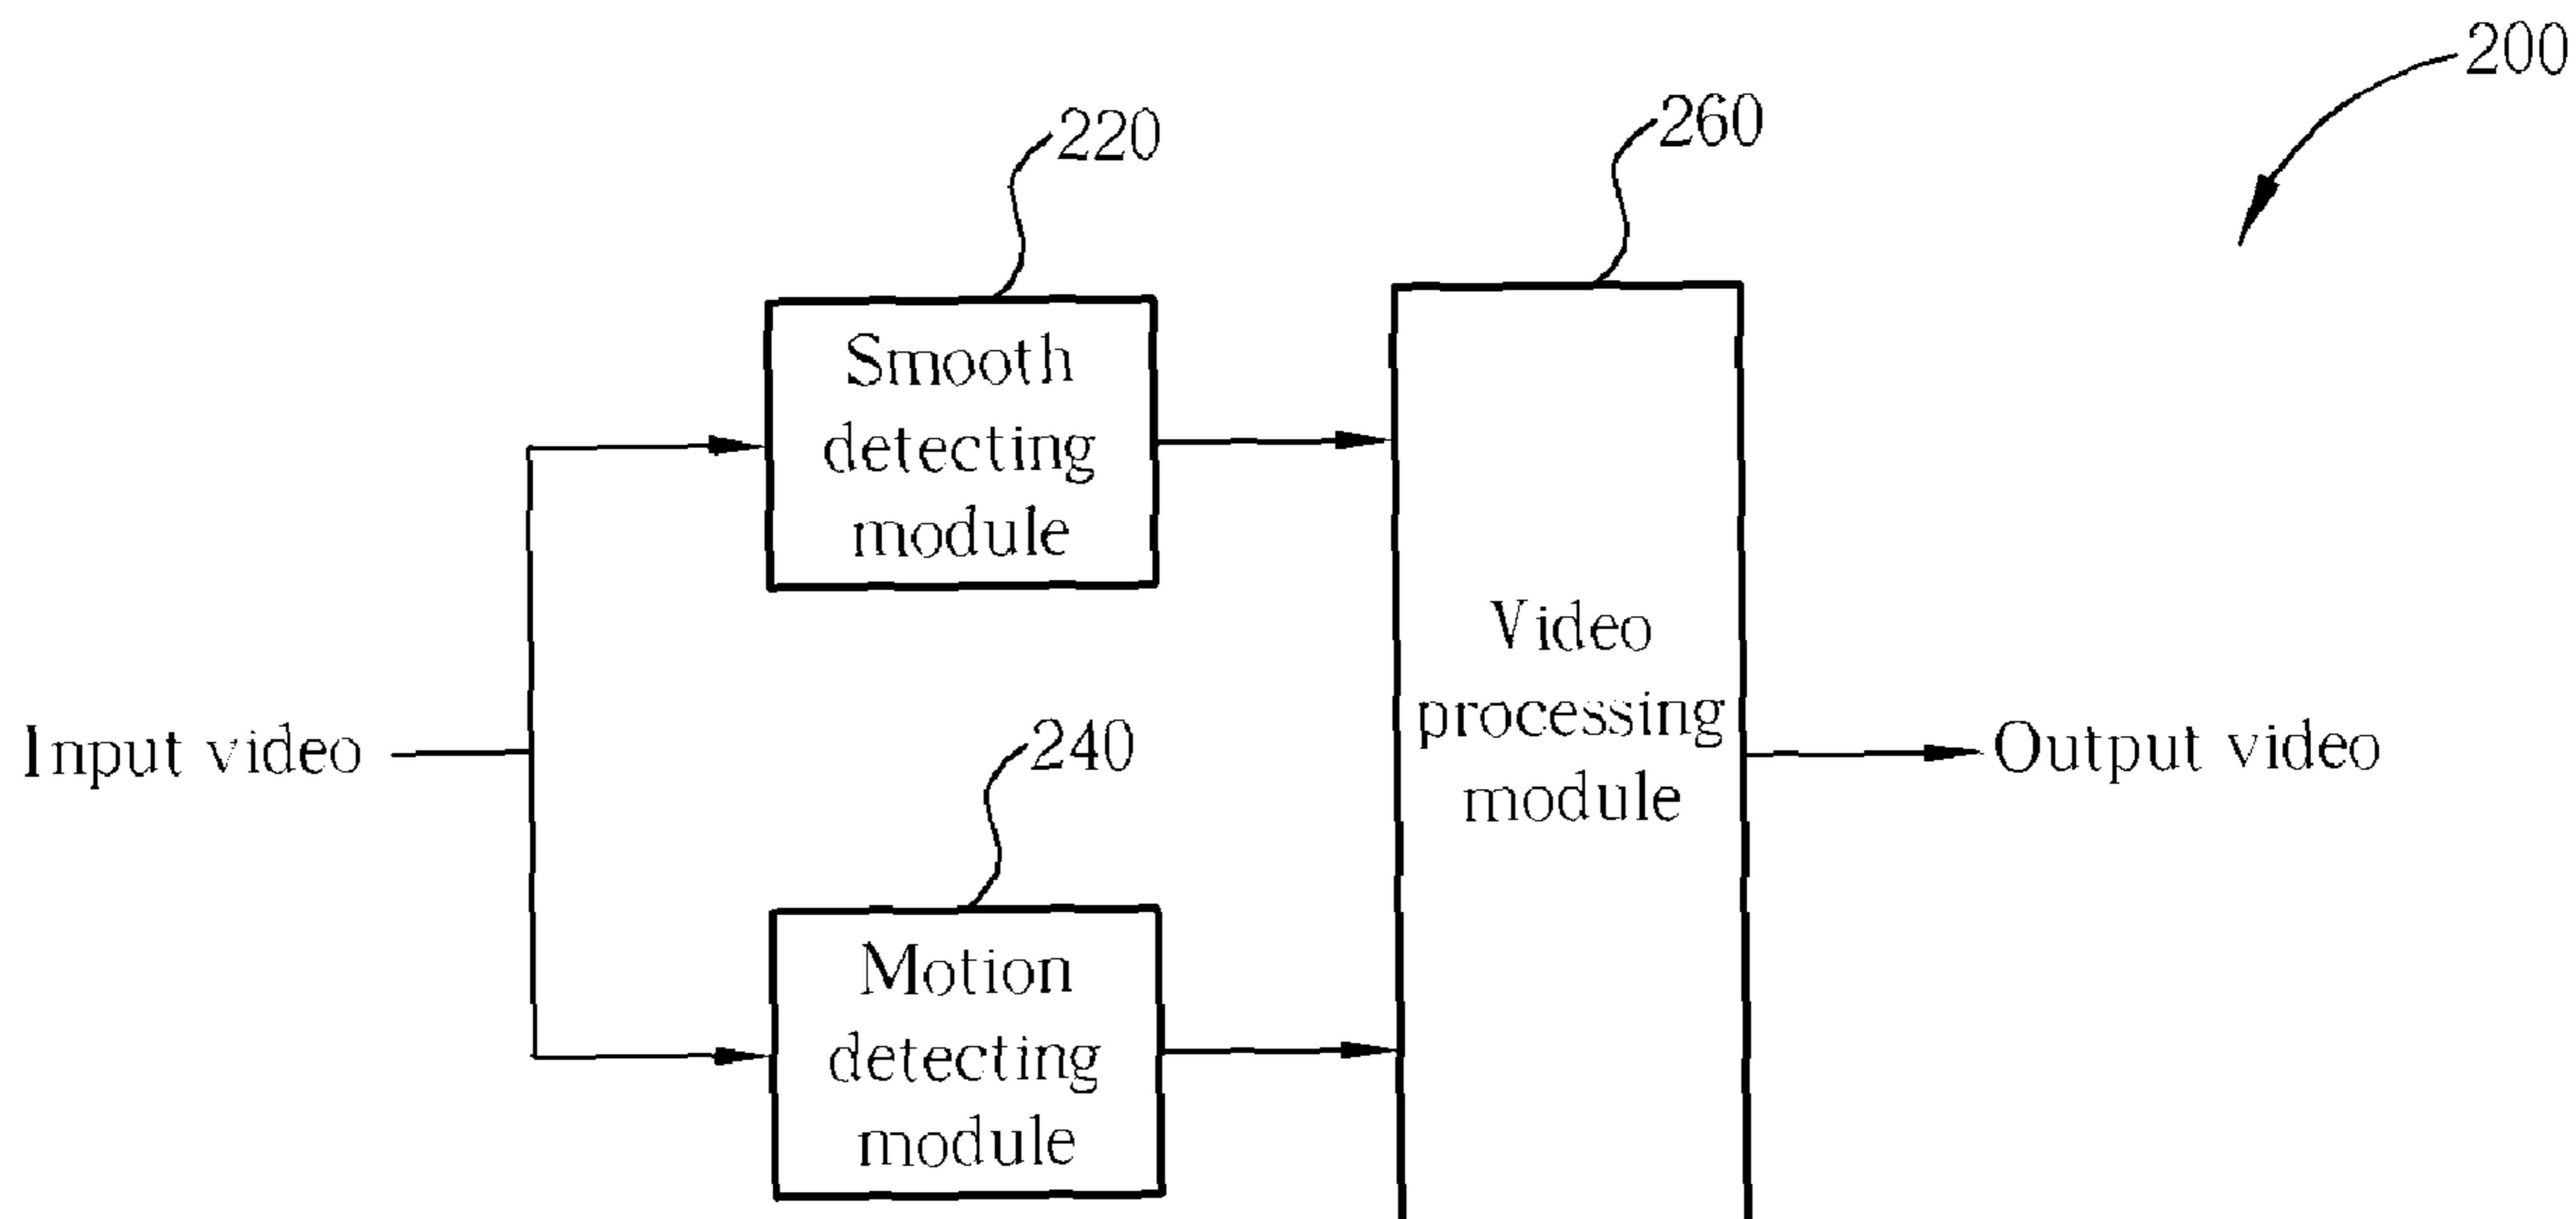 200
220
260
Smooth
detecting
module
Video
processing
module
Input video
Output video
240
Motion
detecting
module